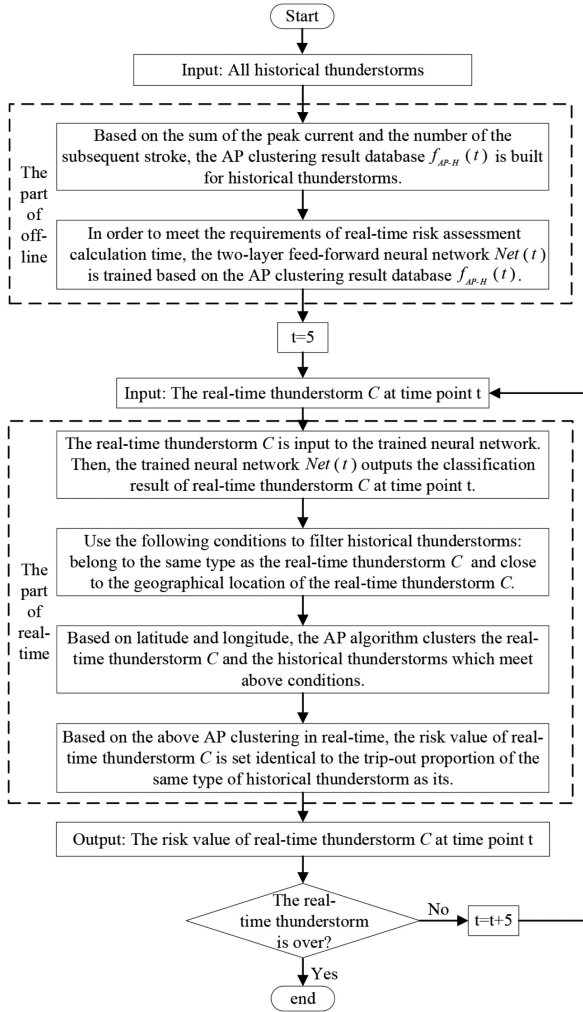 Start
Input: All historical thunderstorms
The
part
of
off-
line
Based on the sum of the peak current and the number of the
subsequent stroke, the AP clustering result database f_{AP-H}(t) is built
for historical thunderstorms.
In order to meet the requirements of real-time risk assessment
calculation time, the two-layer feed-forward neural network Net(t)
is trained based on the AP clustering result database f_{AP-H}(t).
t=5
Input: The real-time thunderstorm C at time point t
The
part
of
real-
time
The real-time thunderstorm C is input to the trained neural network.
Then, the trained neural network Net(t) outputs the classification
result of real-time thunderstorm C at time point t.
Use the following conditions to filter historical thunderstorms:
belong to the same type as the real-time thunderstorm C and close
to the geographical location of the real-time thunderstorm C.
Based on latitude and longitude, the AP algorithm clusters the real-
time thunderstorm C and the historical thunderstorms which meet
above conditions.
Based on the above AP clustering in real-time, the risk value of real-
time thunderstorm C is set identical to the trip-out proportion of the
same type of historical thunderstorm as its.
Output: The risk value of real-time thunderstorm C at time point t
The real-
time thunderstorm
is over?
No
t=t+5
Yes
end